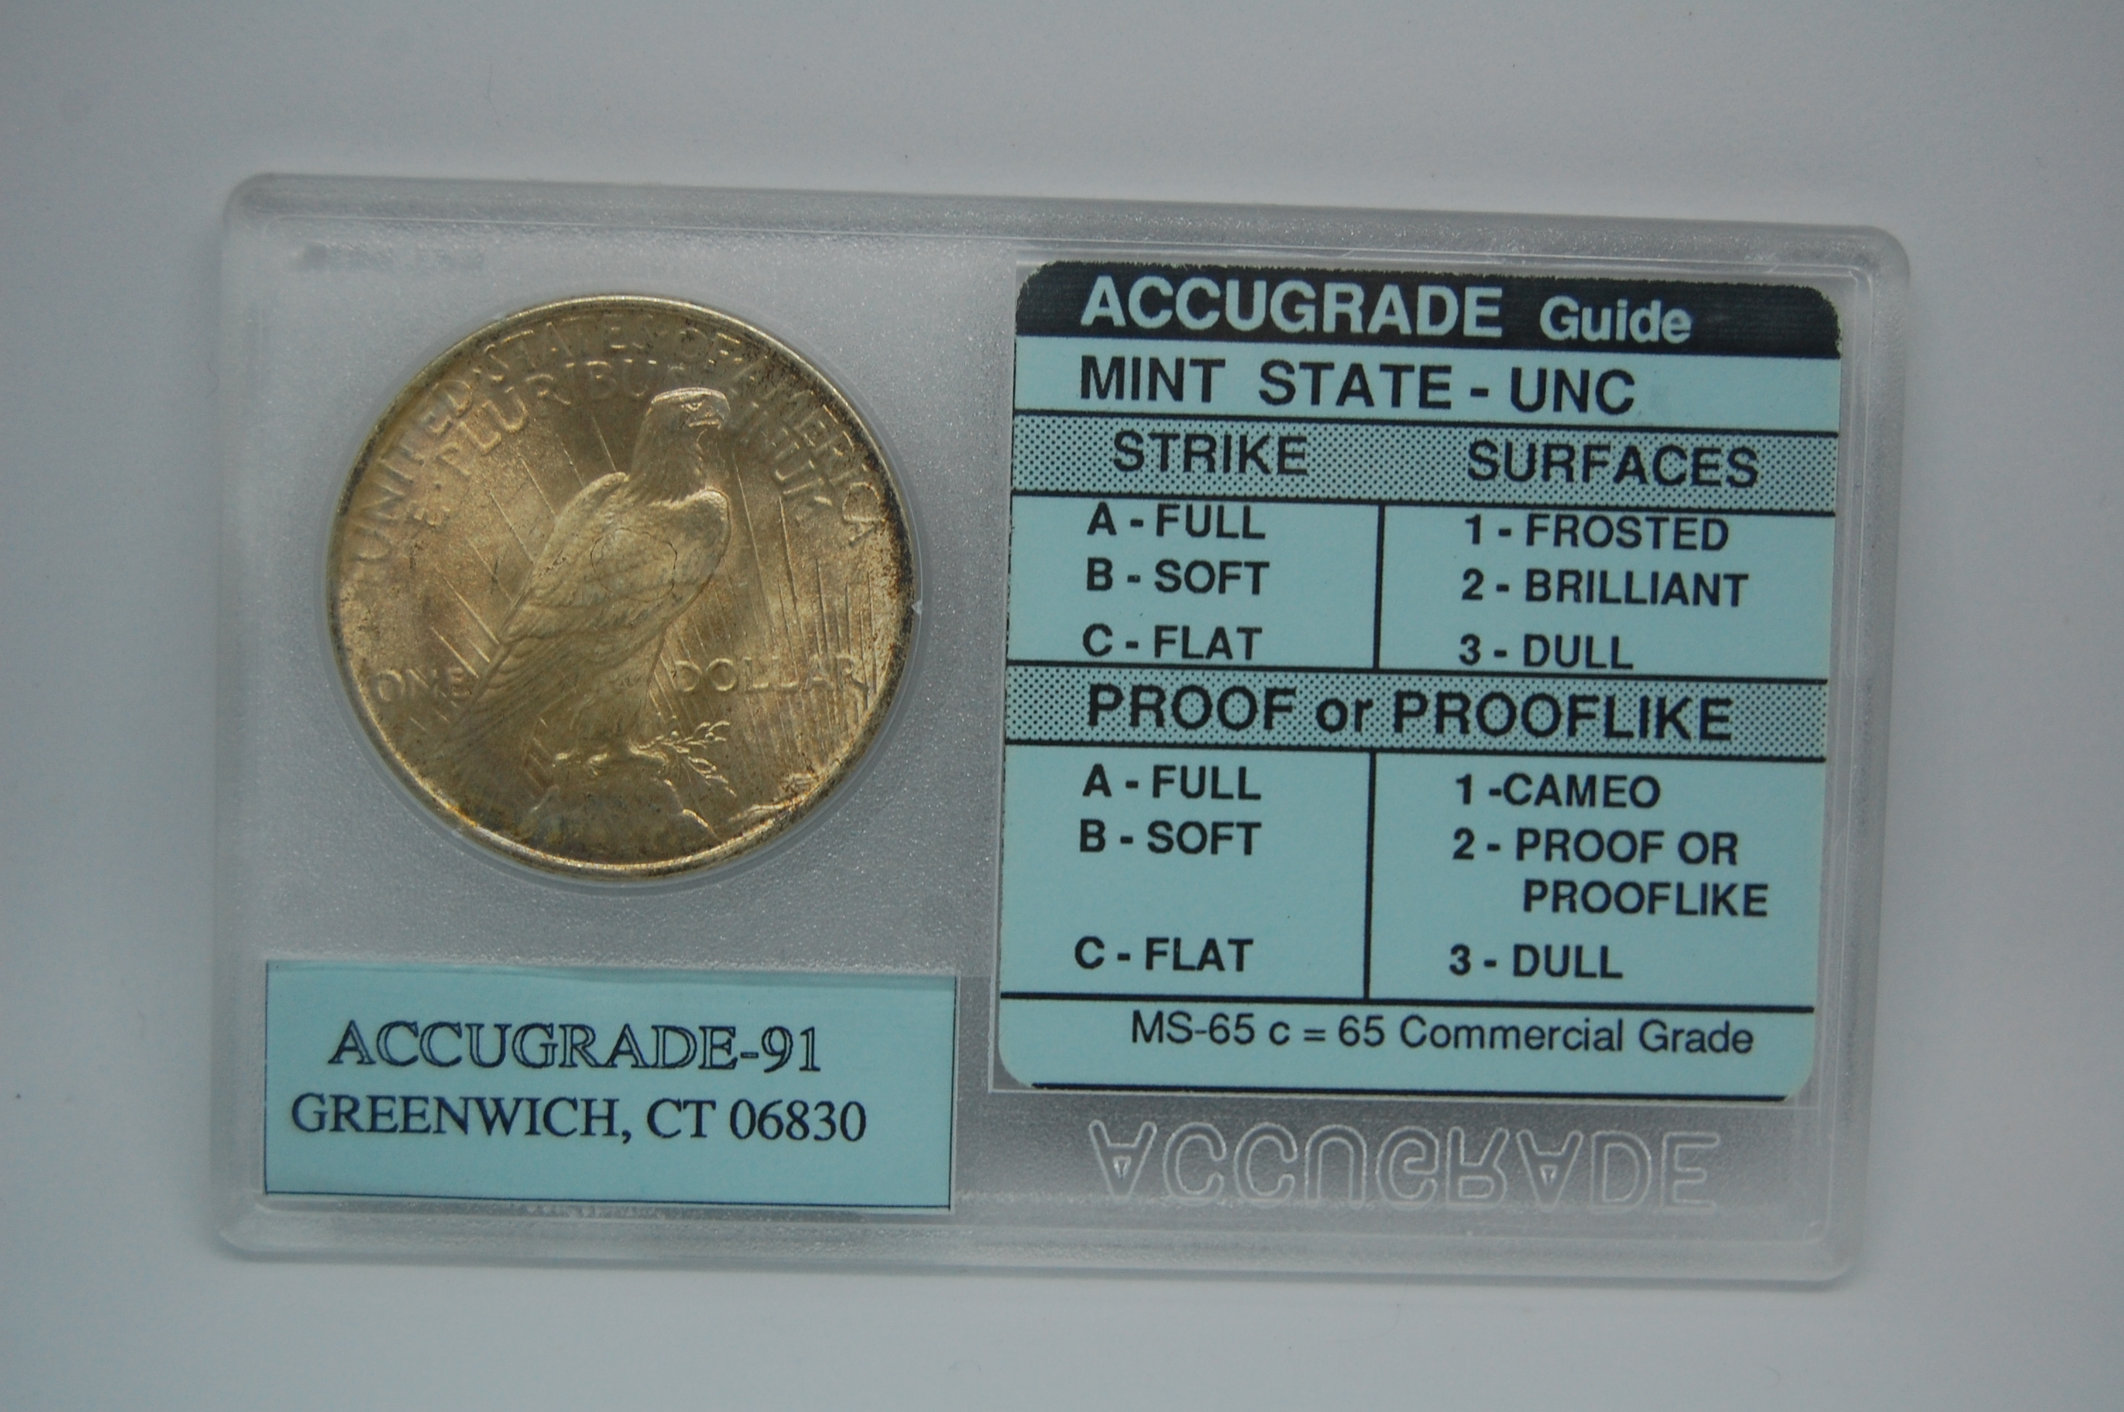 UNITED·STATES·OF·AMERICA
E·PLURIBUS UNUM
ONE DOLLAR
ACCUGRADE-91
GREENWICH, CT 06830
ACCUGRADE Guide
MINT STATE - UNC
STRIKE SURFACES
A - FULL 1 - FROSTED
B - SOFT 2 - BRILLIANT
C - FLAT 3 - DULL
PROOF or PROOFLIKE
A - FULL 1 -CAMEO
B - SOFT 2 - PROOF OR
PROOFLIKE
C - FLAT 3 - DULL
MS-65 c = 65 Commercial Grade
ACCUGRADE